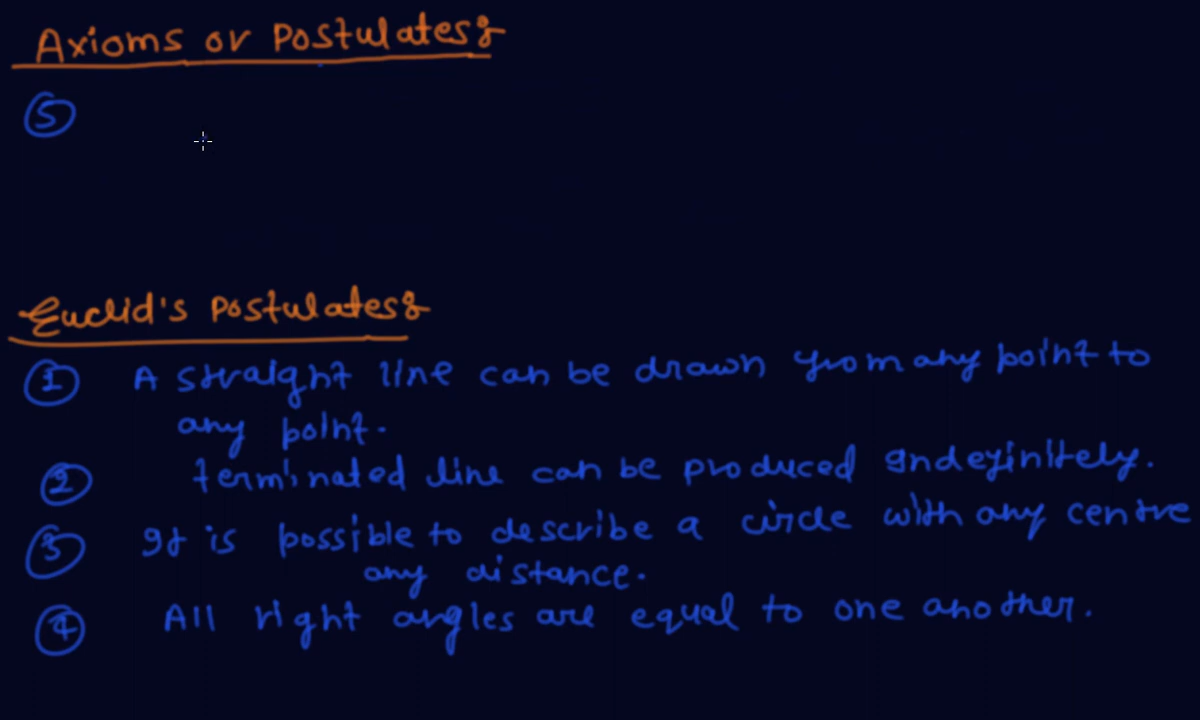 Axioms or Postulates
5
Euclid's Postulates
1 A straight line can be drawn from any point to
any point.
2 terminated line can be produced indefinitely.
3 It is possible to describe a circle with any centre
any distance.
4 All right angles are equal to one another.